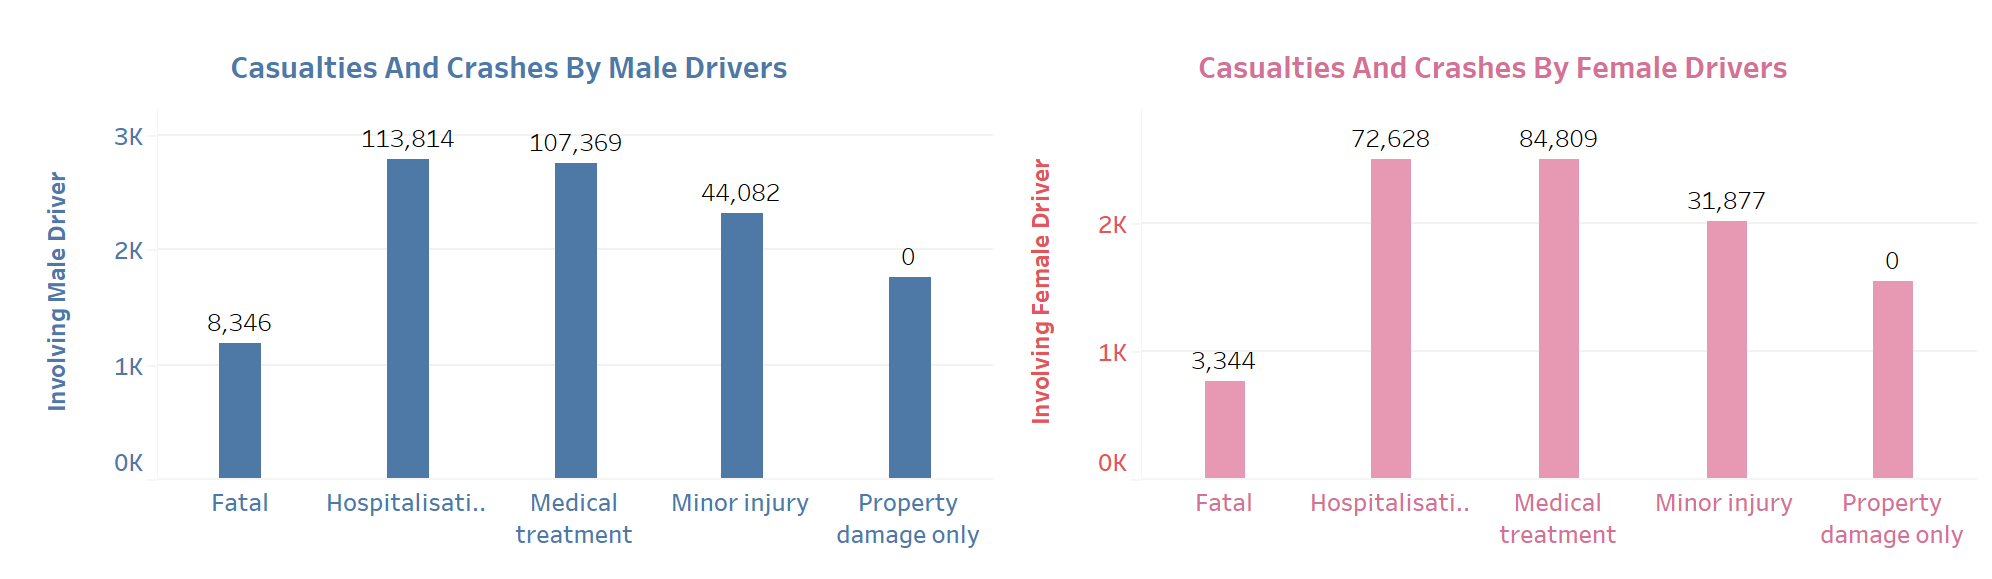 Casualties And Crashes By Male Drivers
Involving Male Driver
3K
2K
1K
0K
8,346
113,814
107,369
44,082
0
Fatal
Hospitalisati..
Medical
treatment
Minor injury
Property
damage only
Casualties And Crashes By Female Drivers
Involving Female Driver
2K
1K
0K
3,344
72,628
84,809
31,877
0
Fatal
Hospitalisati..
Medical
treatment
Minor injury
Property
damage only